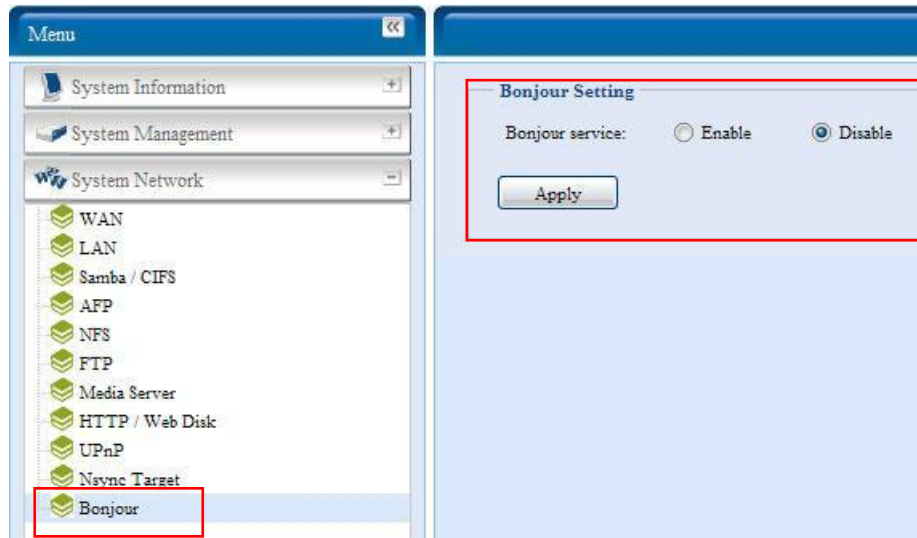 Menu
System Information
System Management
System Network
WAN
LAN
Samba / CIFS
AFP
NFS
FTP
Media Server
HTTP / Web Disk
UPnP
Nsync Target
Bonjour
Bonjour Setting
Bonjour service: Enable Disable
Apply